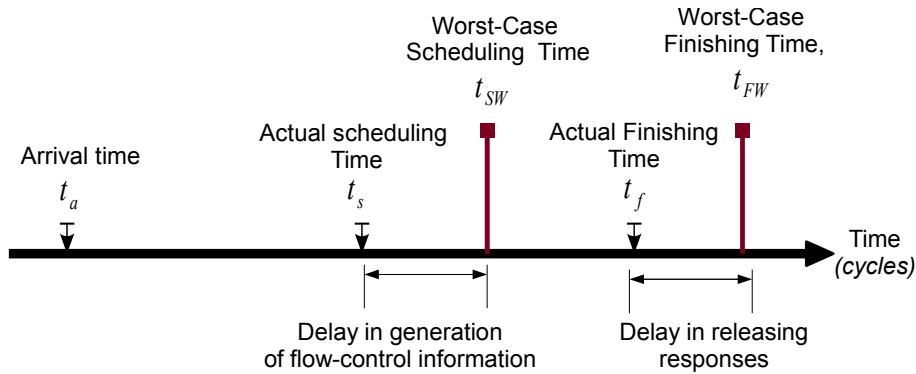 Worst-Case
Scheduling Time
t_SW
Worst-Case
Finishing Time,
t_FW
Arrival time
t_a
Actual scheduling
Time
t_s
Actual Finishing
Time
t_f
Time
(cycles)
Delay in generation
of flow-control information
Delay in releasing
responses